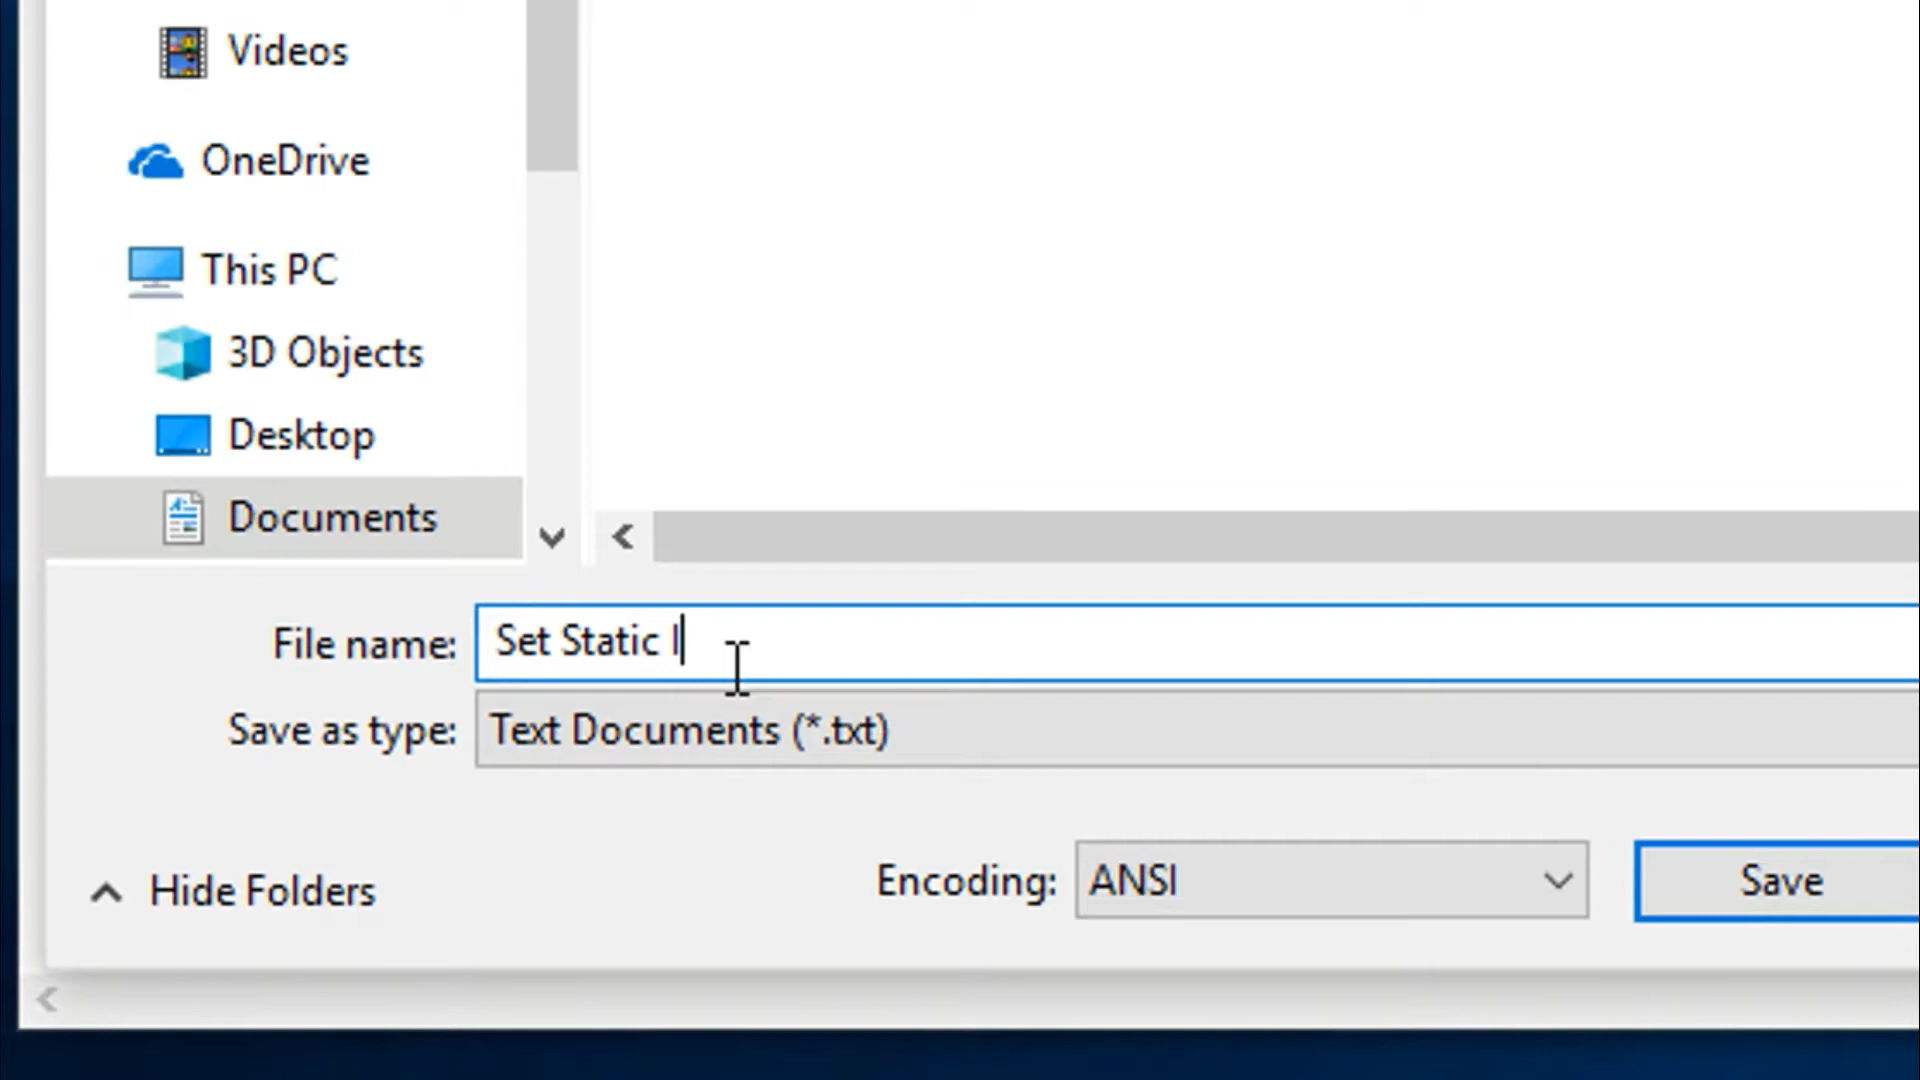 Videos
OneDrive
This PC
3D Objects
Desktop
Documents
File name: Set Static I
Save as type: Text Documents (*.txt)
Hide Folders
Encoding: ANSI
Save